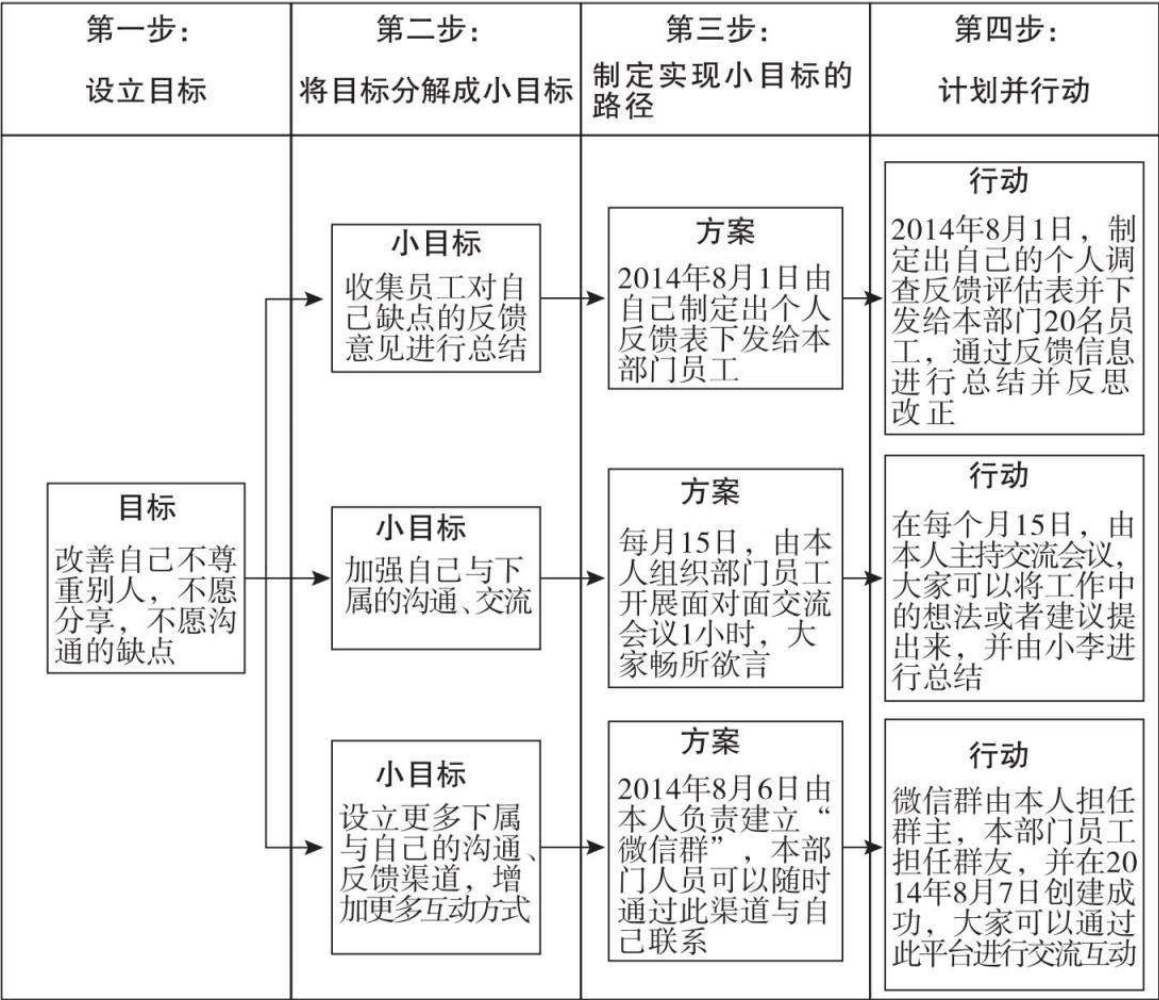 第一步：
设立目标
第二步：
将目标分解成小目标
第三步：
制定实现小目标的
路径
第四步：
计划并行动
目标
改善自己不尊
重别人，不愿
分享，不愿沟
通的缺点
小目标
收集员工对自
己缺点的反馈
意见进行总结
方案
2014年8月1日由
自己制定出个人
反馈表下发给本
部门员工
行动
2014年8月1日，制
定出自己的个人调
查反馈评估表并下
发给本部门20名员
工，通过反馈信息
进行总结并反思
改正
小目标
加强自己与下
属的沟通、交流
方案
每月15日，由本
人组织部门员工
开展面对面交流
会议1小时，大
家畅所欲言
行动
在每个月15日，由
本人主持交流会议，
大家可以将工作中
的想法或者建议提
出来，并由小李进
行总结
小目标
设立更多下属
与自己的沟通、
反馈渠道，增
加更多互动方式
方案
2014年8月6日由
本人负责建立“
微信群”，本部
门人员可以随时
通过此渠道与自
己联系
行动
微信群由本人担任
群主，本部门员工
担任群友，并在20
14年8月7日创建成
功，大家可以通过
此平台进行交流互动